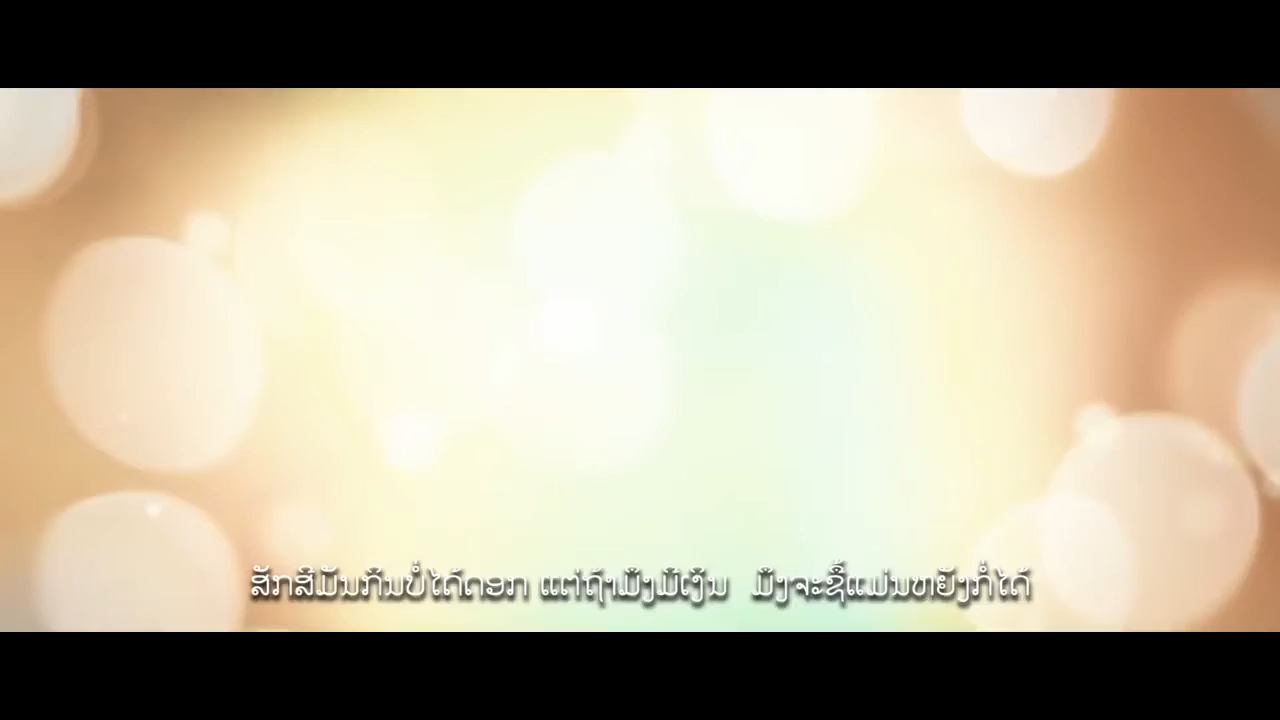 ສັກສີມັນກິນບໍ່ໄດ້ດອກ ແຕ່ຖ້າມຶງມີເງິນ ມຶງຈະຊື້ແມ່ນຫຍັງກໍ່ໄດ້